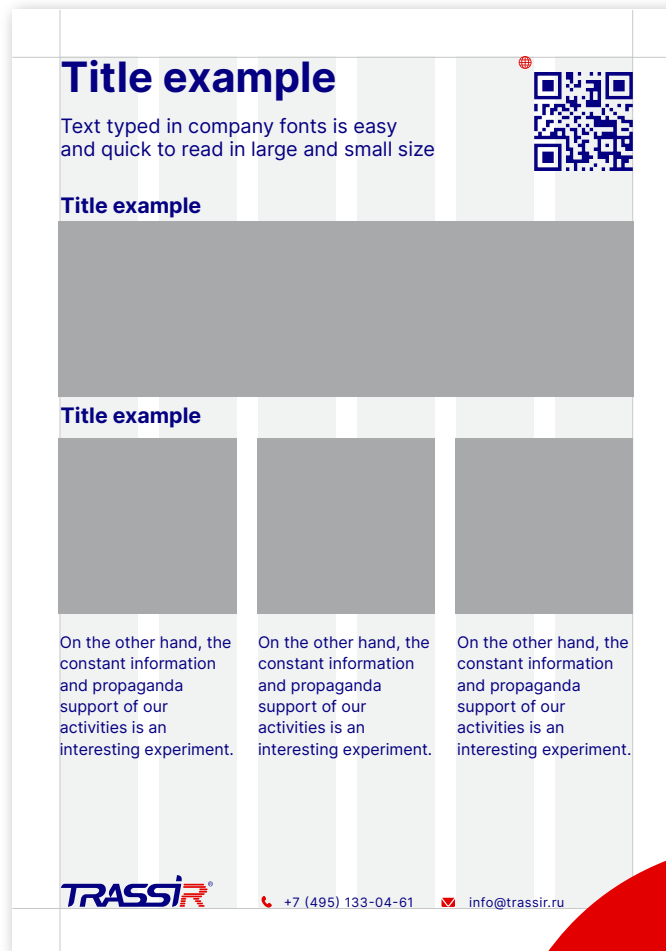 Title example
Text typed in company fonts is easy
and quick to read in large and small size
Title example
Title example
On the other hand, the
constant information
and propaganda
support of our
activities is an
interesting experiment.
On the other hand, the
constant information
and propaganda
support of our
activities is an
interesting experiment.
On the other hand, the
constant information
and propaganda
support of our
activities is an
interesting experiment.
TRASSIR®
+7 (495) 133-04-61
info@trassir.ru